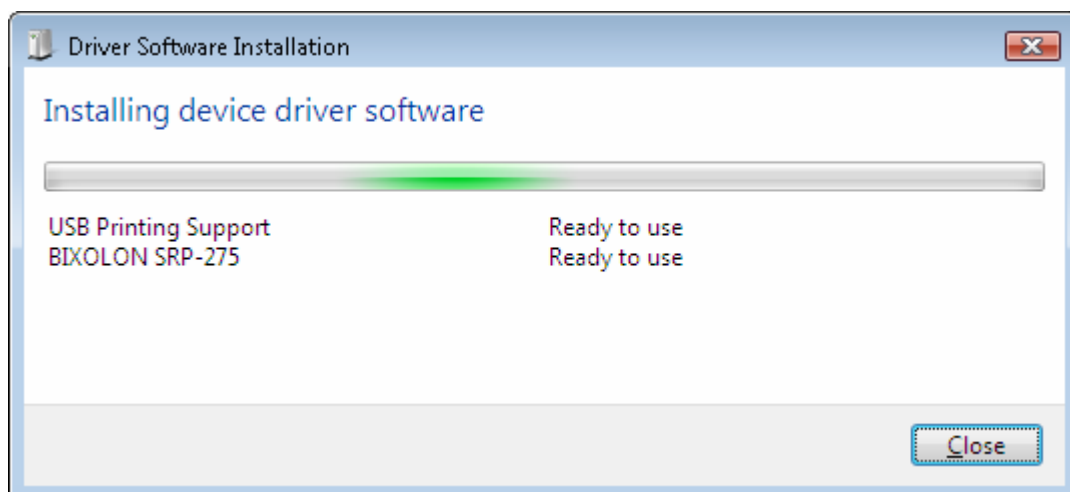 Driver Software Installation
Installing device driver software
USB Printing Support Ready to use
BIXOLON SRP-275 Ready to use
Close